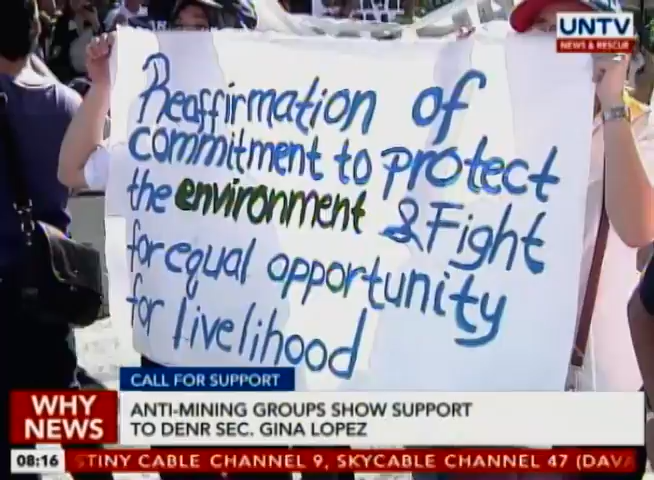 UNTV
NEWS & RESCUE
Reaffirmation of
commitment to protect
the environment & Fight
for equal opportunity
for livelihood
CALL FOR SUPPORT
WHY
NEWS
ANTI-MINING GROUPS SHOW SUPPORT
TO DENR SEC. GINA LOPEZ
08:16
STINY CABLE CHANNEL 9, SKYCABLE CHANNEL 47 (DAVA